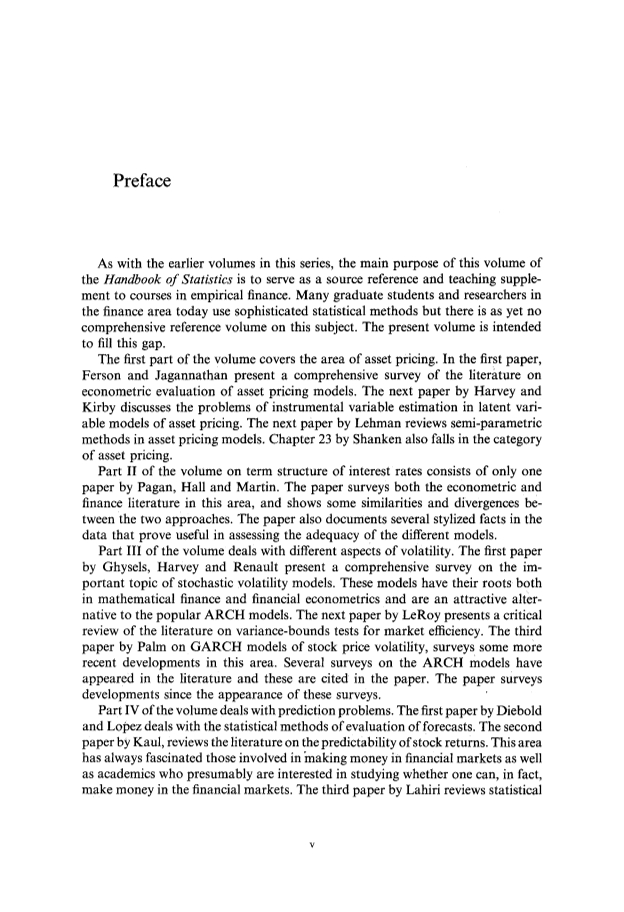 Preface
As with the earlier volumes in this series, the main purpose of this volume of
the Handbook of Statistics is to serve as a source reference and teaching supple-
ment to courses in empirical finance. Many graduate students and researchers in
the finance area today use sophisticated statistical methods but there is as yet no
comprehensive reference volume on this subject. The present volume is intended
to fill this gap.
The first part of the volume covers the area of asset pricing. In the first paper,
Ferson and Jagannathan present a comprehensive survey of the literature on
econometric evaluation of asset pricing models. The next paper by Harvey and
Kirby discusses the problems of instrumental variable estimation in latent vari-
able models of asset pricing. The next paper by Lehman reviews semi-parametric
methods in asset pricing models. Chapter 23 by Shanken also falls in the category
of asset pricing.
Part II of the volume on term structure of interest rates consists of only one
paper by Pagan, Hall and Martin. The paper surveys both the econometric and
finance literature in this area, and shows some similarities and divergences be-
tween the two approaches. The paper also documents several stylized facts in the
data that prove useful in assessing the adequacy of the different models.
Part III of the volume deals with different aspects of volatility. The first paper
by Ghysels, Harvey and Renault present a comprehensive survey on the im-
portant topic of stochastic volatility models. These models have their roots both
in mathematical finance and financial econometrics and are an attractive alter-
native to the popular ARCH models. The next paper by LeRoy presents a critical
review of the literature on variance-bounds tests for market efficiency. The third
paper by Palm on GARCH models of stock price volatility, surveys some more
recent developments in this area. Several surveys on the ARCH models have
appeared in the literature and these are cited in the paper. The paper surveys
developments since the appearance of these surveys.
Part IV of the volume deals with prediction problems. The first paper by Diebold
and Lopez deals with the statistical methods of evaluation of forecasts. The second
paper by Kaul, reviews the literature on the predictability of stock returns. This area
has always fascinated those involved in making money in financial markets as well
as academics who presumably are interested in studying whether one can, in fact,
make money in the financial markets. The third paper by Lahiri reviews statistical
v